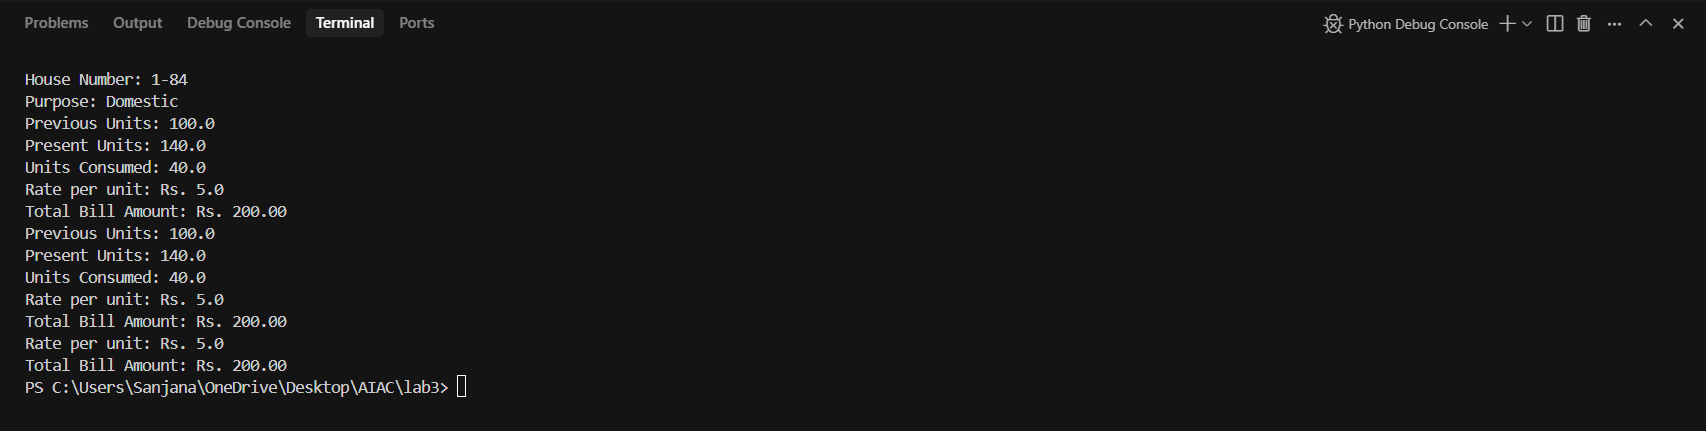 Problems Output Debug Console Terminal Ports Python Debug Console
House Number: 1-84
Purpose: Domestic
Previous Units: 100.0
Present Units: 140.0
Units Consumed: 40.0
Rate per unit: Rs. 5.0
Total Bill Amount: Rs. 200.00
Previous Units: 100.0
Present Units: 140.0
Units Consumed: 40.0
Rate per unit: Rs. 5.0
Total Bill Amount: Rs. 200.00
Rate per unit: Rs. 5.0
Total Bill Amount: Rs. 200.00
PS C:\Users\Sanjana\OneDrive\Desktop\AIAC\lab3>